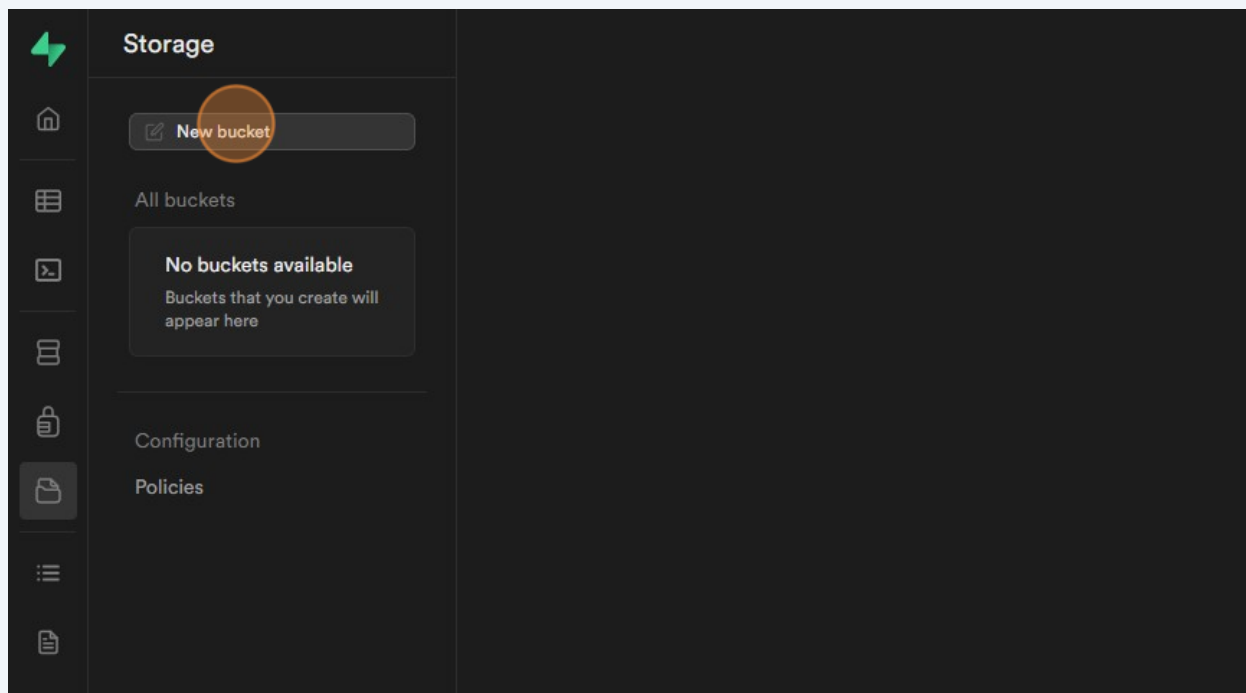 Storage
New bucket
All buckets
No buckets available
Buckets that you create will
appear here
Configuration
Policies